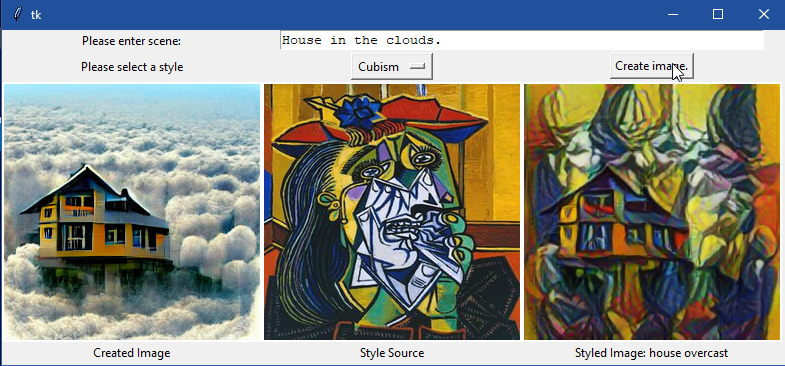 tk
Please enter scene:
House in the clouds.
Please select a style
Cubism
Create image.
Created Image
Style Source
Styled Image: house overcast